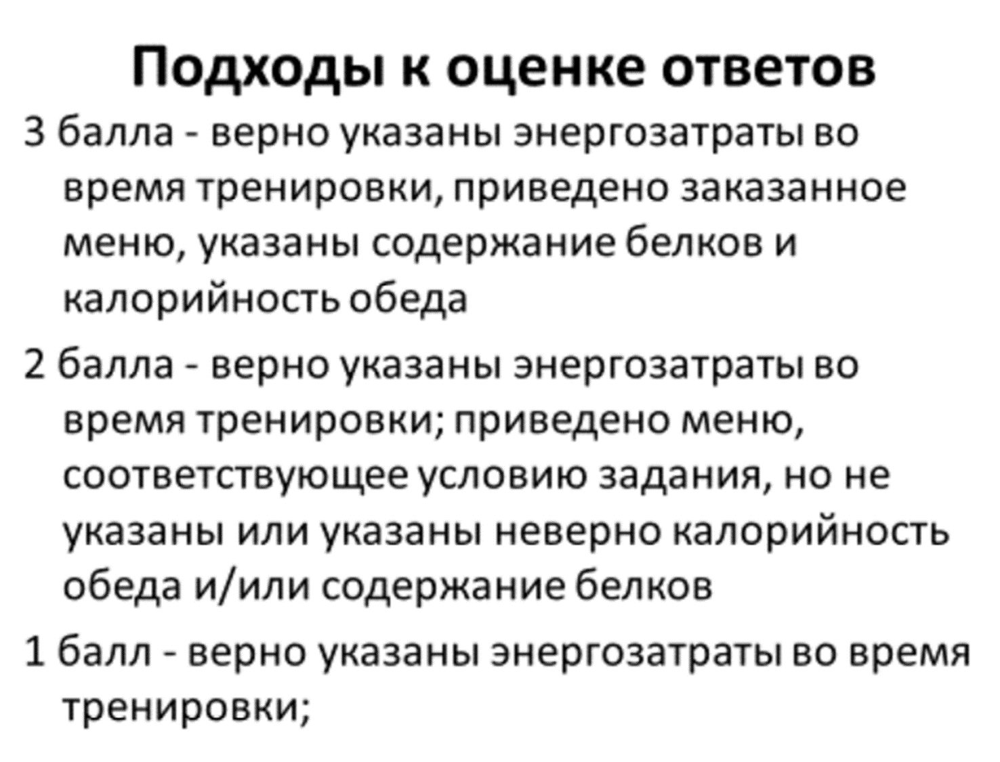 Подходы к оценке ответов
3 балла - верно указаны энергозатраты во
время тренировки, приведено заказанное
меню, указаны содержание белков и
калорийность обеда
2 балла - верно указаны энергозатраты во
время тренировки; приведено меню,
соответствующее условию задания, но не
указаны или указаны неверно калорийность
обеда и/или содержание белков
1 балл - верно указаны энергозатраты во время
тренировки;